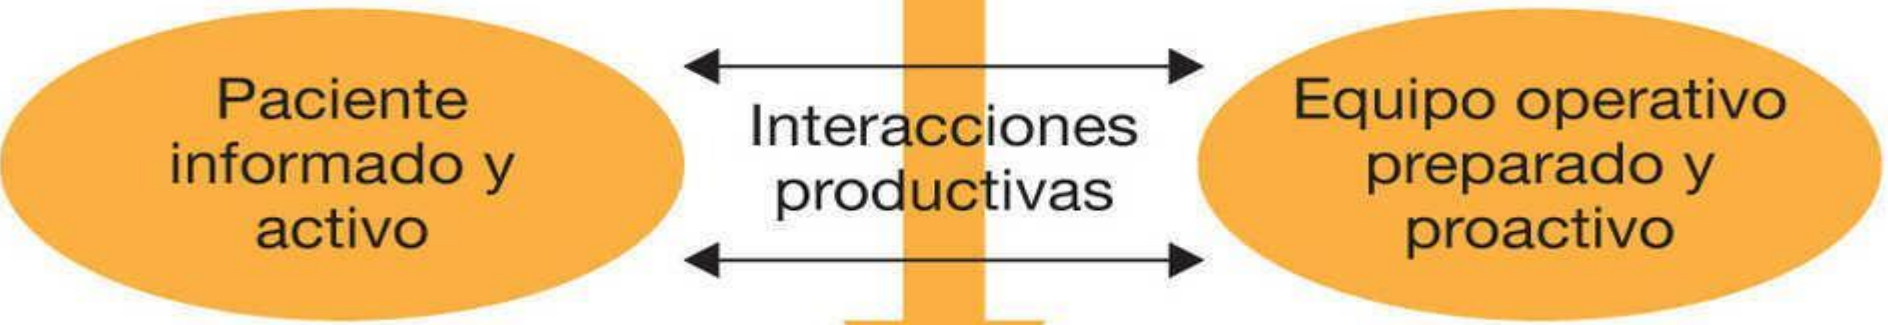 Paciente
informado y
activo
Interacciones
productivas
Equipo operativo
preparado y
proactivo